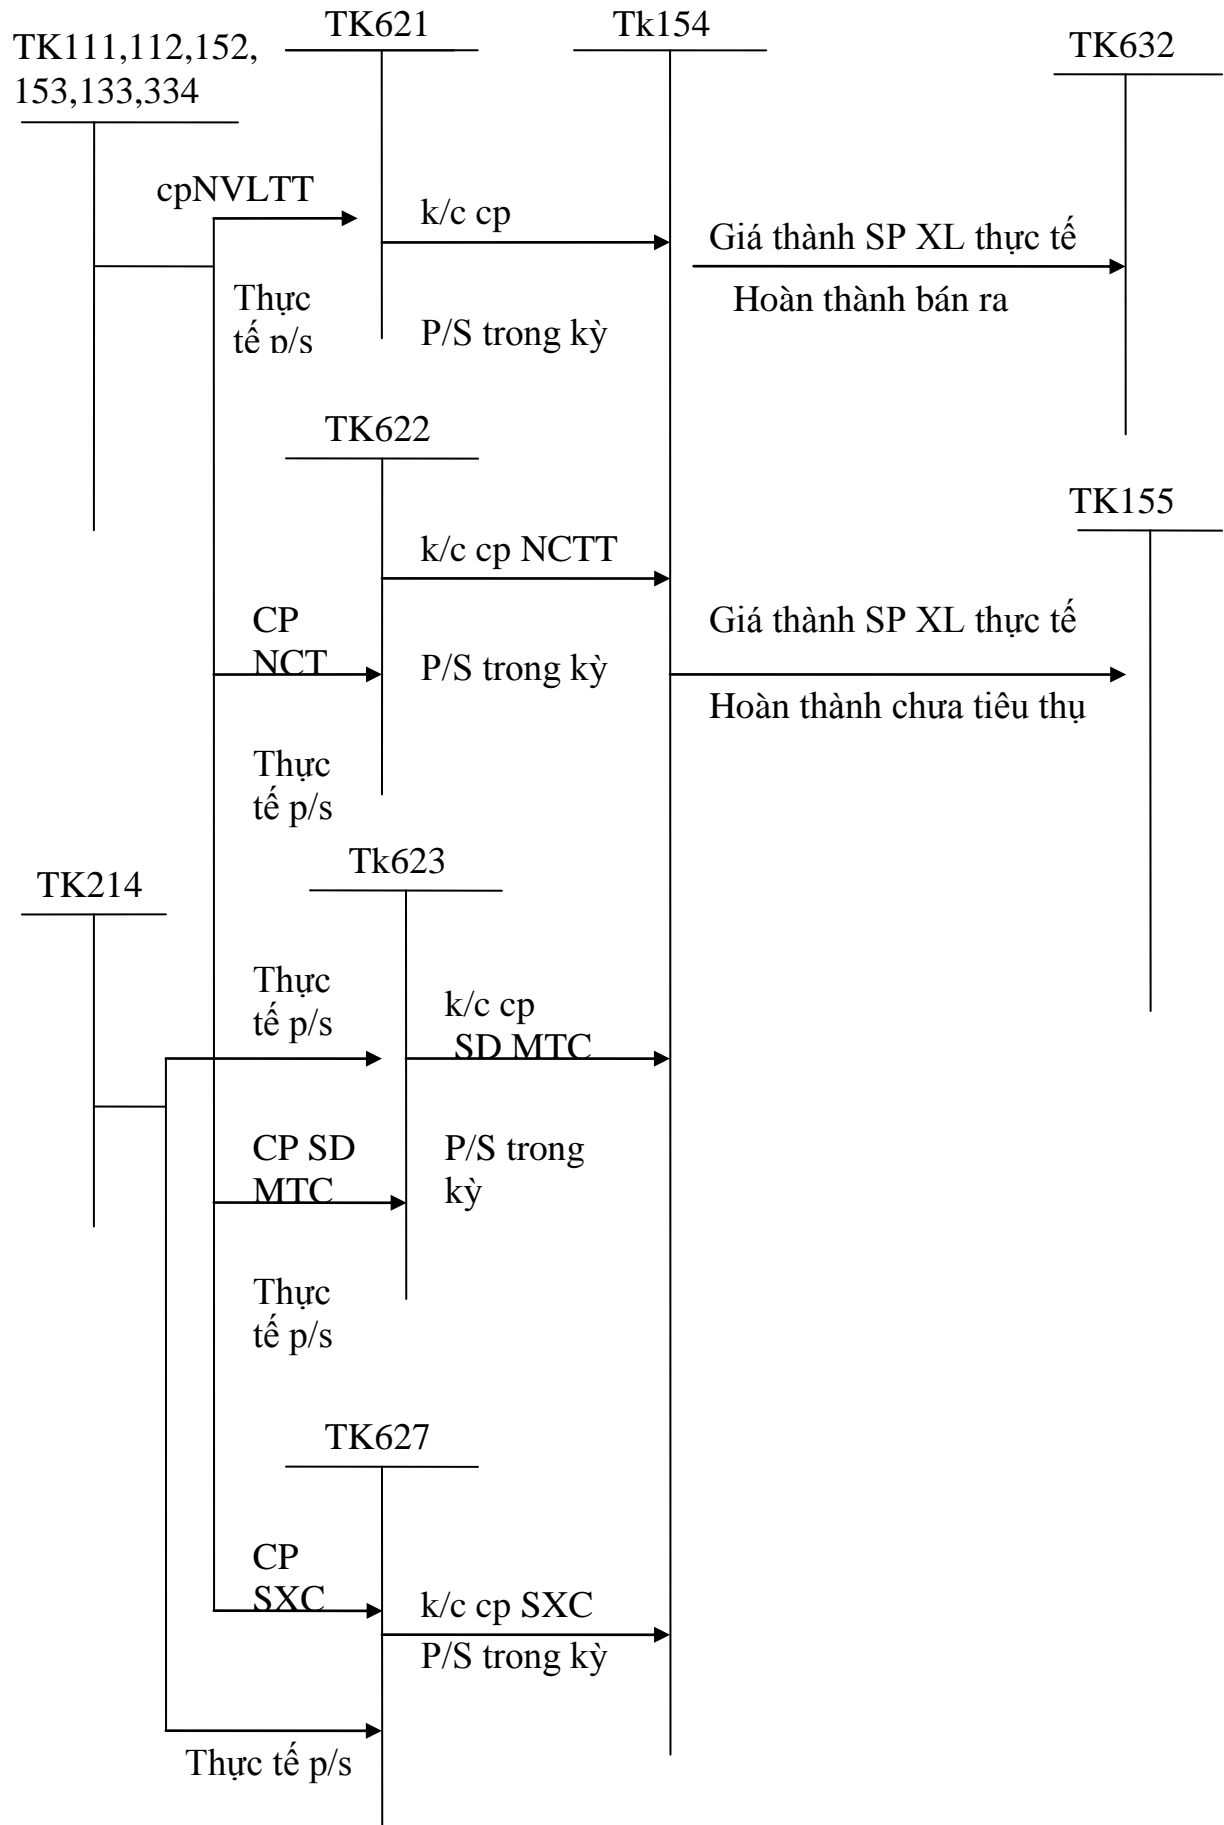 TK621
Tk154
TK111,112,152,
153,133,334
TK632
cpNVLTT
k/c cp
Giá thành SP XL thực tế
Thực
tế p/s
P/S trong kỳ
Hoàn thành bán ra
TK622
TK155
k/c cp NCTT
CP
NCT
Giá thành SP XL thực tế
P/S trong kỳ
Hoàn thành chưa tiêu thụ
Thực
tế p/s
Tk623
TK214
Thực
tế p/s
k/c cp
SD MTC
CP SD
MTC
P/S trong
kỳ
Thực
tế p/s
TK627
CP
SXC
k/c cp SXC
P/S trong kỳ
Thực tế p/s